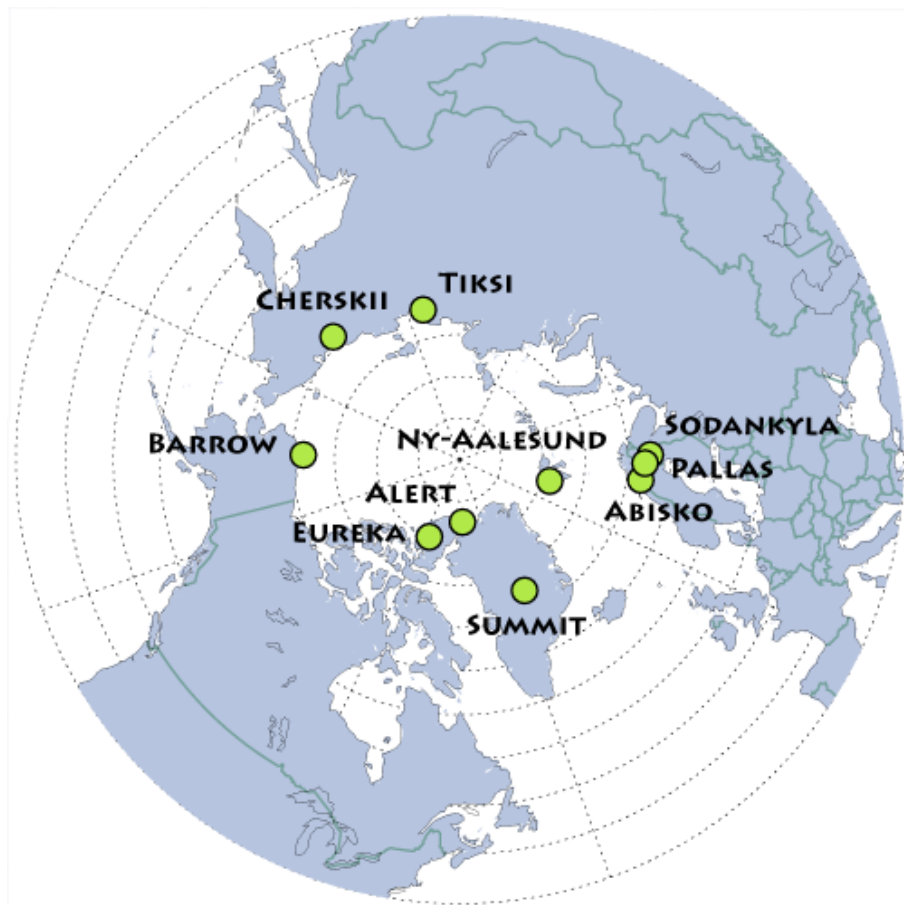 Tiksi
Cherskii
Sodankyla
Barrow
Ny-Aalesund
Pallas
Alert
Abisko
Eureka
Summit